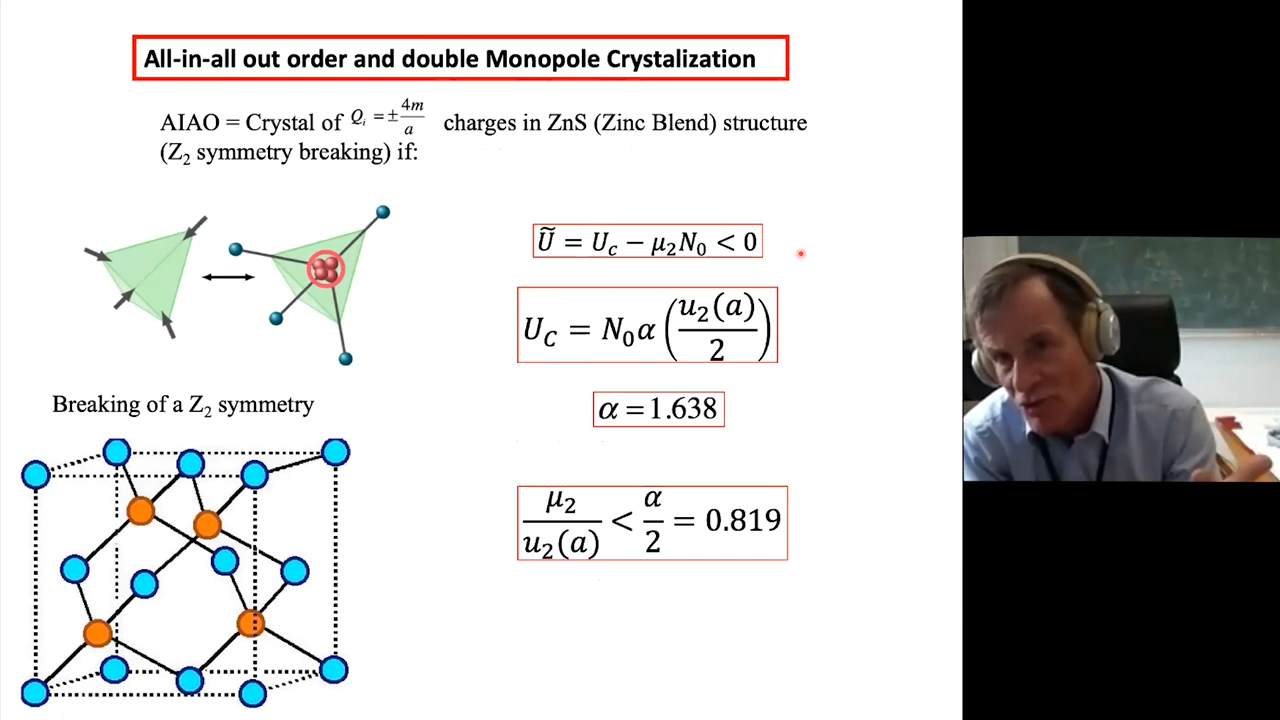 All-in-all out order and double Monopole Crystalization
AIAO = Crystal of Qᵢ = ± 4m/a charges in ZnS (Zinc Blend) structure
(Z₂ symmetry breaking) if:
Ũ = U_c − μ₂N₀ < 0
U_C = N₀α (u₂(a)/2)
α = 1.638
Breaking of a Z₂ symmetry
μ₂/u₂(a) < α/2 = 0.819